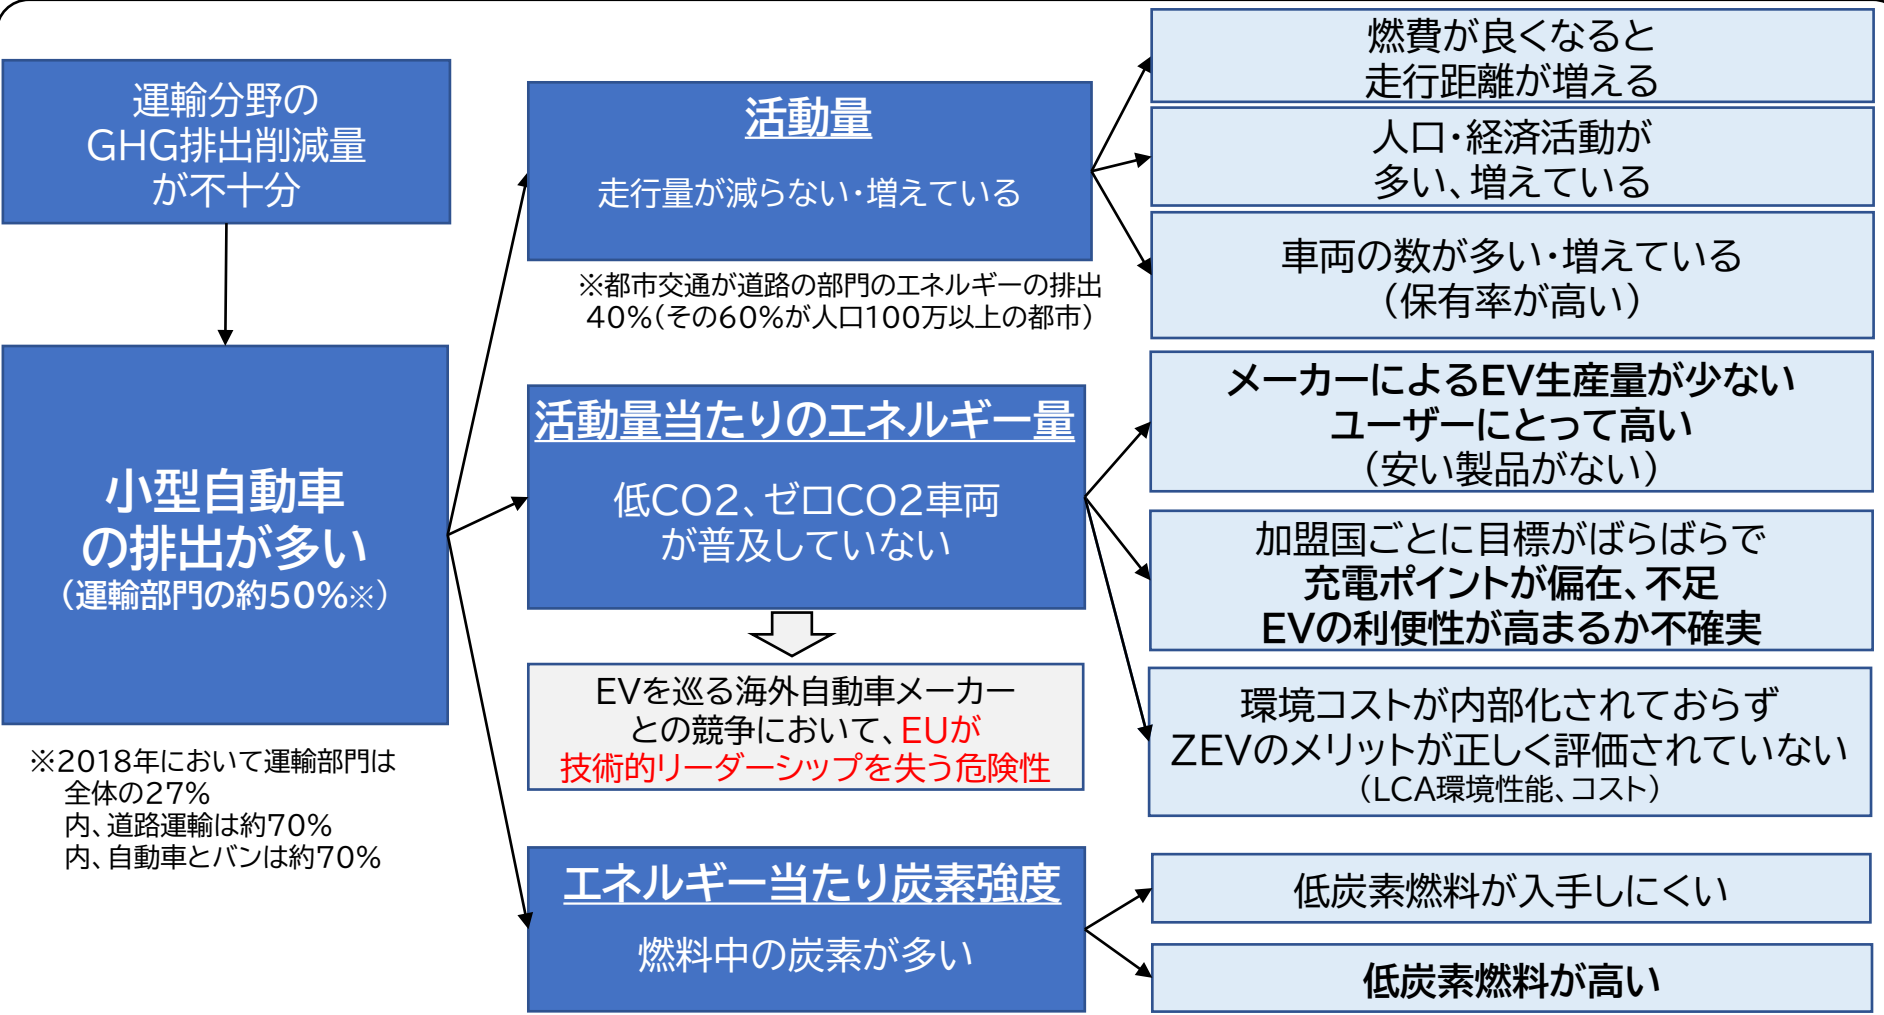 運輸分野の
GHG排出削減量
が不十分
小型自動車
の排出が多い
（運輸部門の約50%※）
※2018年において運輸部門は
全体の27%
内、道路運輸は約70%
内、自動車とバンは約70%
活動量
走行量が減らない・増えている
※都市交通が道路の部門のエネルギーの排出
40%（その60%が人口100万以上の都市）
活動量当たりのエネルギー量
低CO2、ゼロCO2車両
が普及していない
EVを巡る海外自動車メーカー
との競争において、EUが
技術的リーダーシップを失う危険性
エネルギー当たり炭素強度
燃料中の炭素が多い
燃費が良くなると
走行距離が増える
人口・経済活動が
多い、増えている
車両の数が多い・増えている
（保有率が高い）
メーカーによるEV生産量が少ない
ユーザーにとって高い
（安い製品がない）
加盟国ごとに目標がばらばらで
充電ポイントが偏在、不足
EVの利便性が高まるか不確実
環境コストが内部化されておらず
ZEVのメリットが正しく評価されていない
（LCA環境性能、コスト）
低炭素燃料が入手しにくい
低炭素燃料が高い